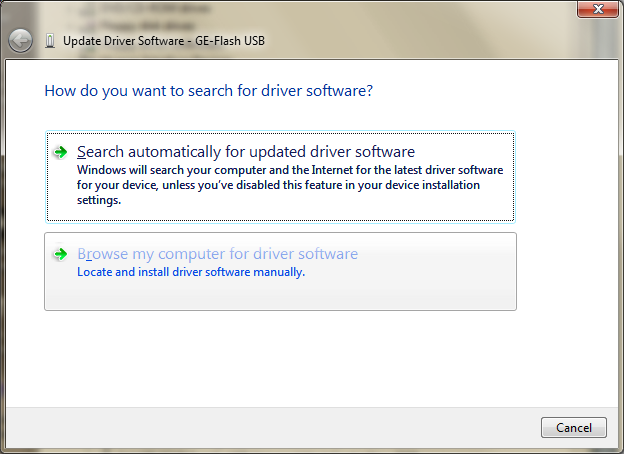 Update Driver Software - GE-Flash USB
How do you want to search for driver software?
Search automatically for updated driver software
Windows will search your computer and the Internet for the latest driver software
for your device, unless you've disabled this feature in your device installation
settings.
Browse my computer for driver software
Locate and install driver software manually.
Cancel